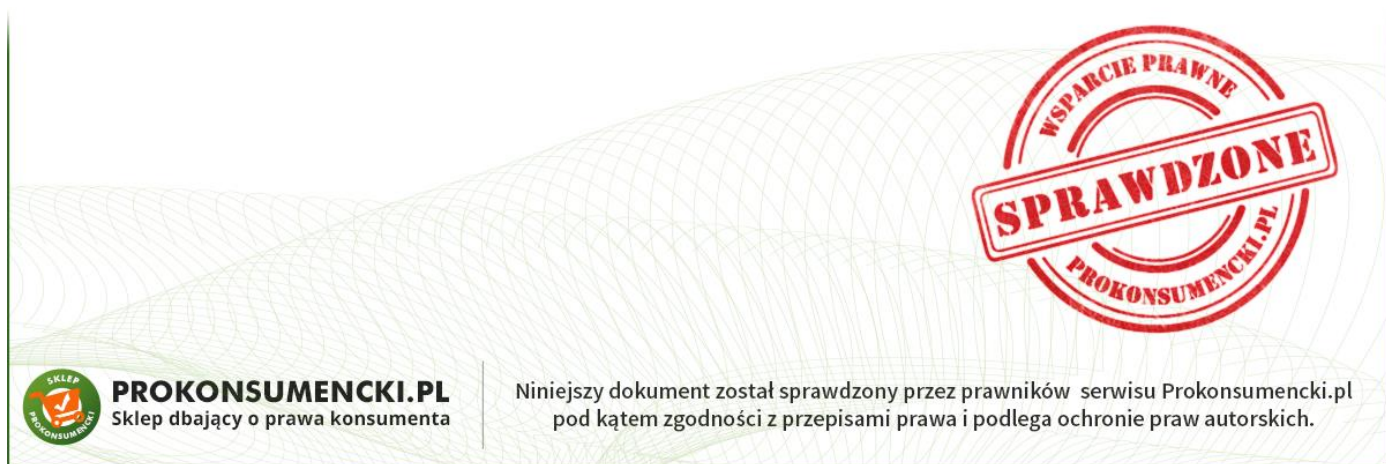 WSPARCIE PRAWNE
SPRAWDZONE
PROKONSUMENCKI.PL
SKLEP
PROKONSUMENCKI
PROKONSUMENCKI.PL
Sklep dbający o prawa konsumenta
Niniejszy dokument został sprawdzony przez prawników serwisu Prokonsumencki.pl
pod kątem zgodności z przepisami prawa i podlega ochronie praw autorskich.